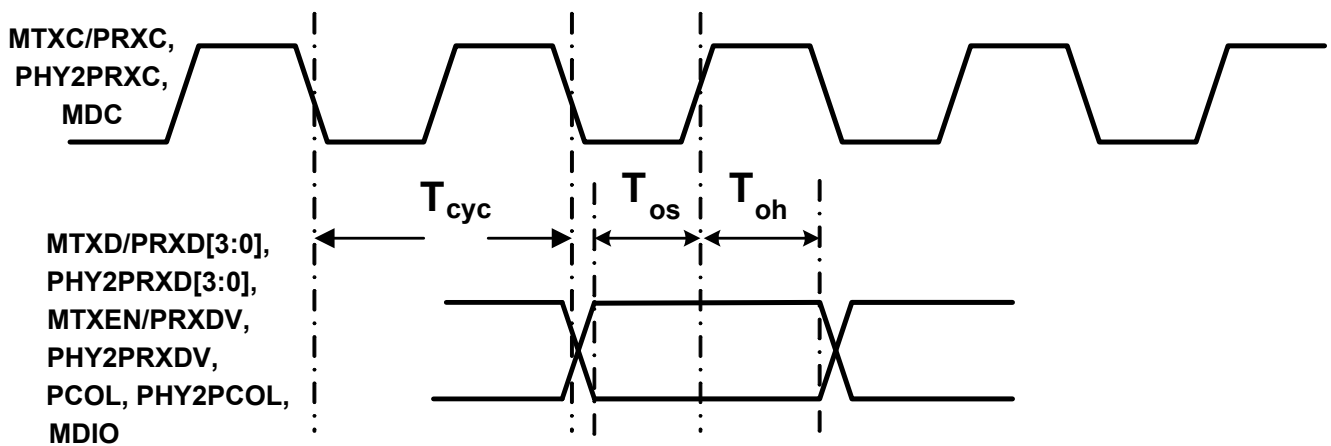 MTXC/PRXC,
PHY2PRXC,
MDC
Tcyc
Tos
Toh
MTXD/PRXD[3:0],
PHY2PRXD[3:0],
MTXEN/PRXDV,
PHY2PRXDV,
PCOL, PHY2PCOL,
MDIO